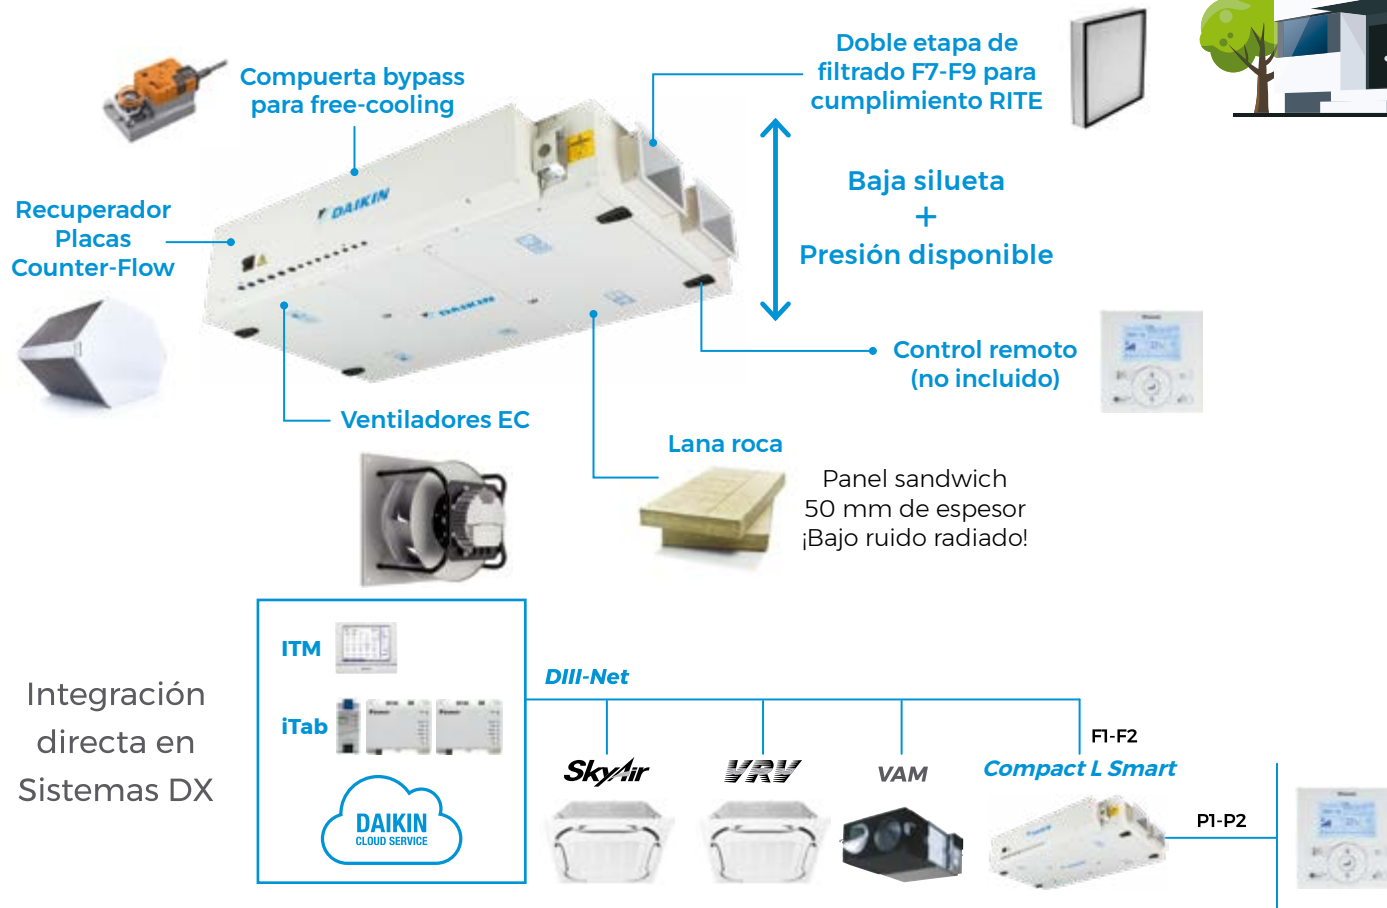 Compuerta bypass
para free-cooling
Doble etapa de
filtrado F7-F9 para
cumplimiento RITE
Recuperador
Placas
Counter-Flow
DAIKIN
DAIKIN
Baja silueta
+
Presión disponible
Control remoto
(no incluido)
Ventiladores EC
Lana roca
Panel sandwich
50 mm de espesor
¡Bajo ruido radiado!
Integración
directa en
Sistemas DX
ITM
iTab
DAIKIN
CLOUD SERVICE
DIII-Net
F1-F2
SkyAir
VRV
VAM
Compact L Smart
P1-P2
DAIKIN